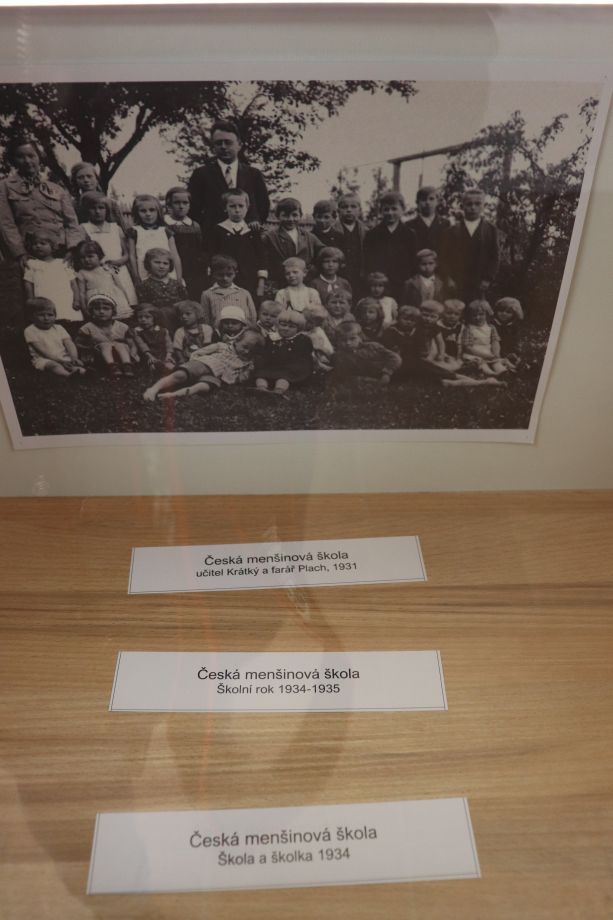 Česká menšinová škola
učitel Krátký a farář Plach, 1931
Česká menšinová škola
Školní rok 1934-1935
Česká menšinová škola
Škola a školka 1934